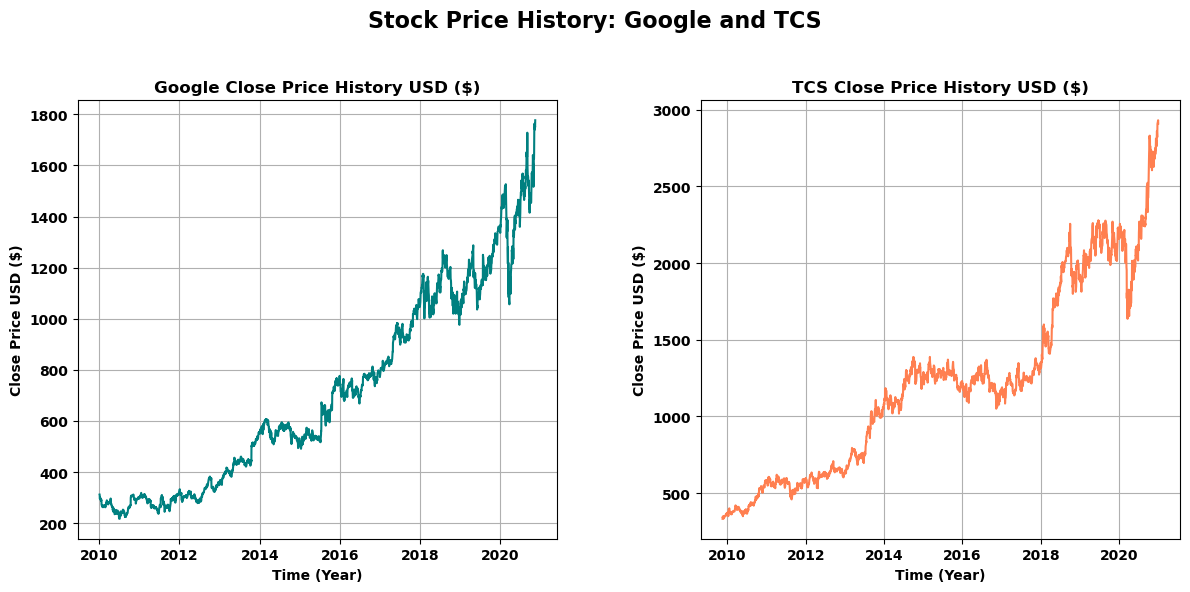 Stock Price History: Google and TCS
Google Close Price History USD ($)
Close Price USD ($)
1800
1600
1400
1200
1000
800
600
400
200
2010 2012 2014 2016 2018 2020
Time (Year)
TCS Close Price History USD ($)
Close Price USD ($)
3000
2500
2000
1500
1000
500
2010 2012 2014 2016 2018 2020
Time (Year)